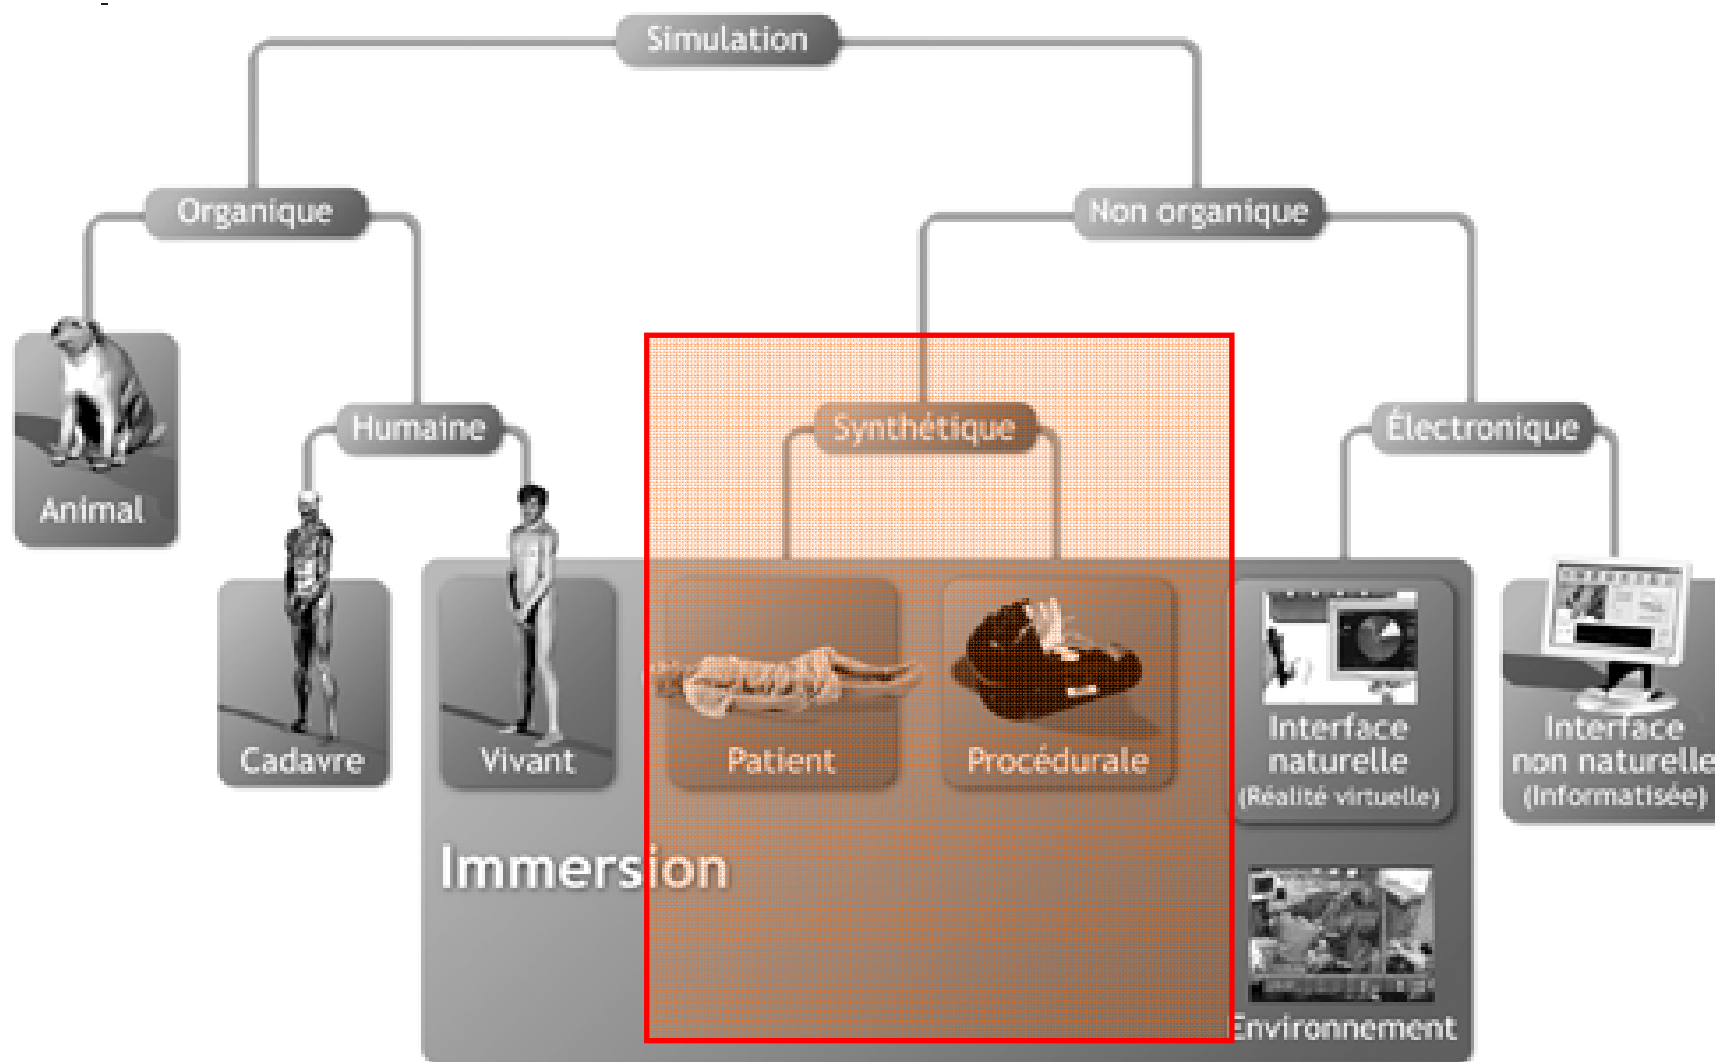 Simulation
Organique
Non organique
Humaine
Synthétique
Électronique
Animal
Cadavre
Vivant
Patient
Procédurale
Interface
naturelle
(Réalité virtuelle)
Interface
non naturelle
(Informatisée)
Immersion
Environnement